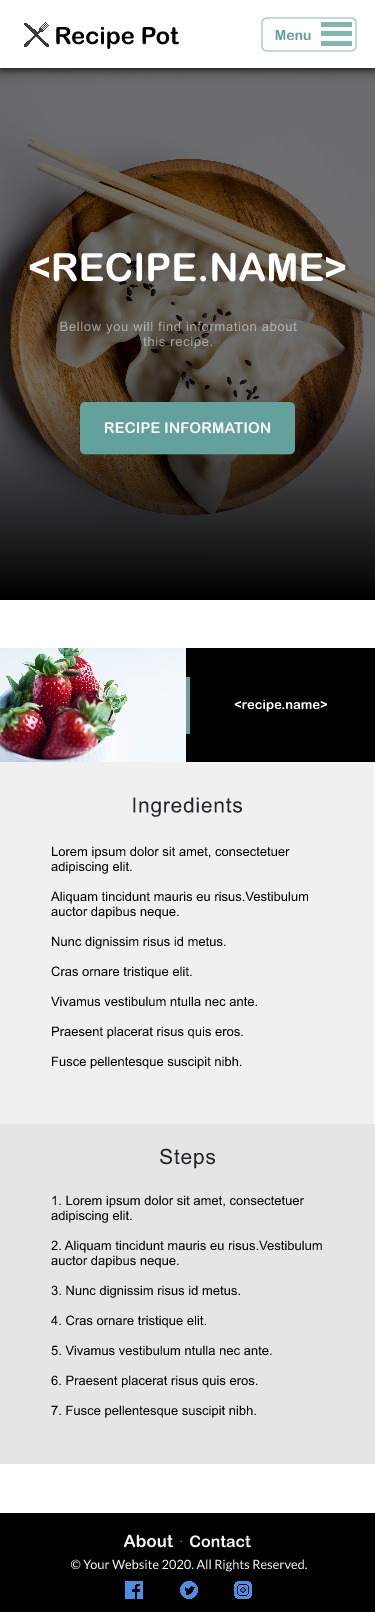 Recipe Pot
Menu
<RECIPE.NAME>
Bellow you will find information about
this recipe.
RECIPE INFORMATION
<recipe.name>
Ingredients
Lorem ipsum dolor sit amet, consectetuer
adipiscing elit.
Aliquam tincidunt mauris eu risus.Vestibulum
auctor dapibus neque.
Nunc dignissim risus id metus.
Cras ornare tristique elit.
Vivamus vestibulum ntulla nec ante.
Praesent placerat risus quis eros.
Fusce pellentesque suscipit nibh.
Steps
1. Lorem ipsum dolor sit amet, consectetuer
adipiscing elit.
2. Aliquam tincidunt mauris eu risus.Vestibulum
auctor dapibus neque.
3. Nunc dignissim risus id metus.
4. Cras ornare tristique elit.
5. Vivamus vestibulum ntulla nec ante.
6. Praesent placerat risus quis eros.
7. Fusce pellentesque suscipit nibh.
About · Contact
© Your Website 2020. All Rights Reserved.